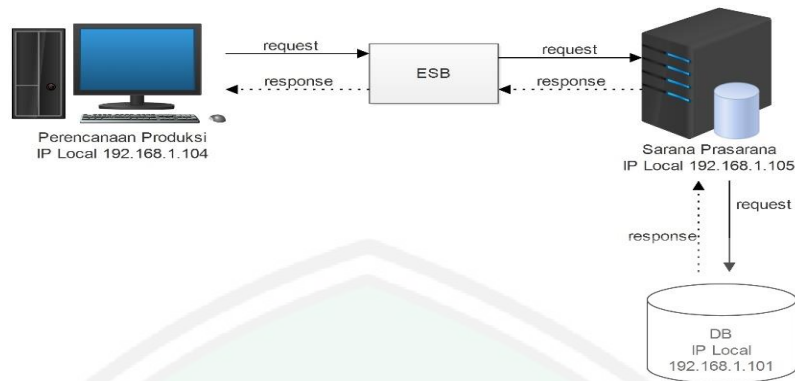 request
response
ESB
request
response
Perencanaan Produksi
IP Local 192.168.1.104
Sarana Prasarana
IP Local 192.168.1.105
request
response
DB
IP Local
192.168.1.101